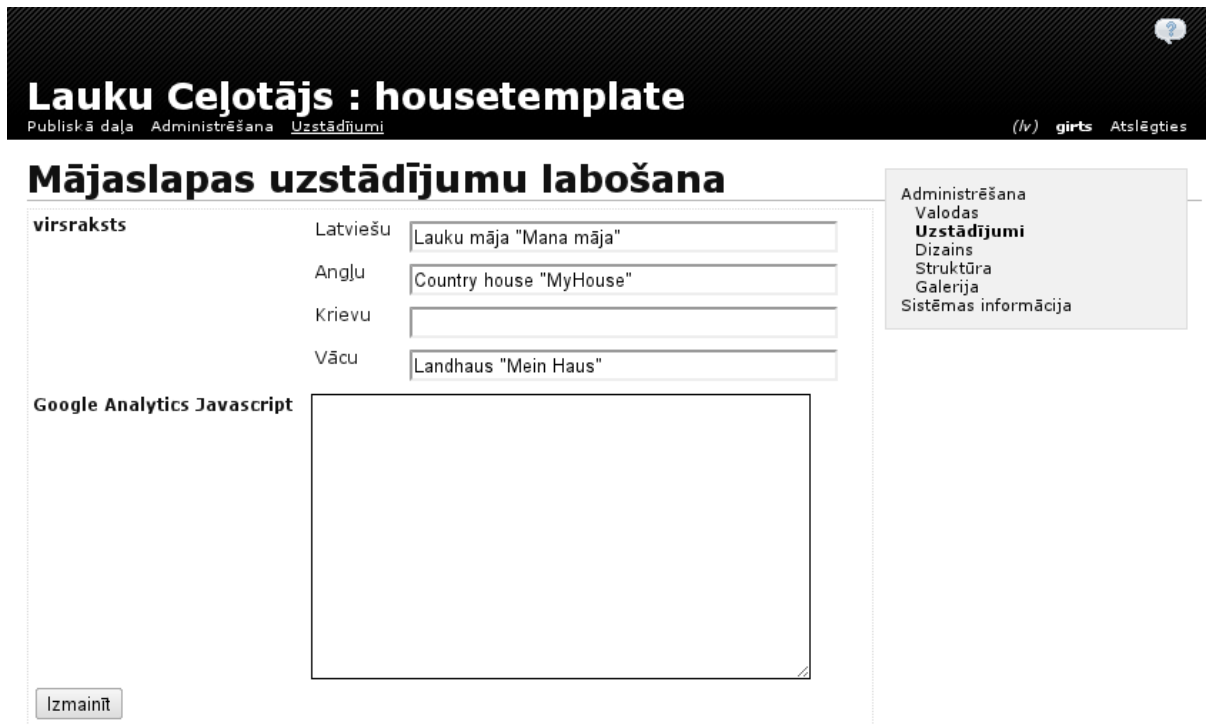 Lauku Ceļotājs : housetemplate
Publiskā daļa Administrēšana Uzstādījumi (lv) girts Atslēgties
Mājaslapas uzstādījumu labošana
virsraksts
Latviešu Lauku māja "Mana māja"
Angļu Country house "MyHouse"
Krievu
Vācu Landhaus "Mein Haus"
Google Analytics Javascript
Izmainīt
Administrēšana
Valodas
Uzstādījumi
Dizains
Struktūra
Galerija
Sistēmas informācija